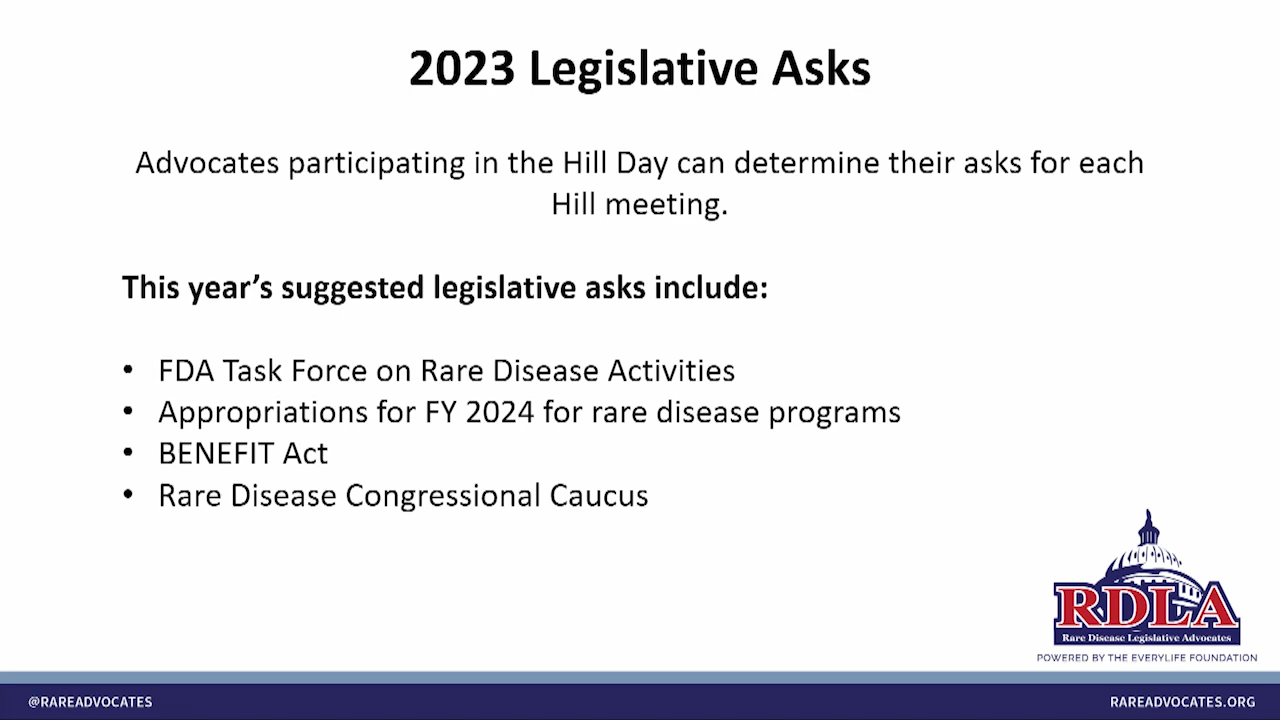 2023 Legislative Asks
Advocates participating in the Hill Day can determine their asks for each
Hill meeting.
This year’s suggested legislative asks include:
• FDA Task Force on Rare Disease Activities
• Appropriations for FY 2024 for rare disease programs
• BENEFIT Act
• Rare Disease Congressional Caucus
RDLA
Rare Disease Legislative Advocates
POWERED BY THE EVERYLIFE FOUNDATION
@RAREADVOCATES
RAREADVOCATES.ORG